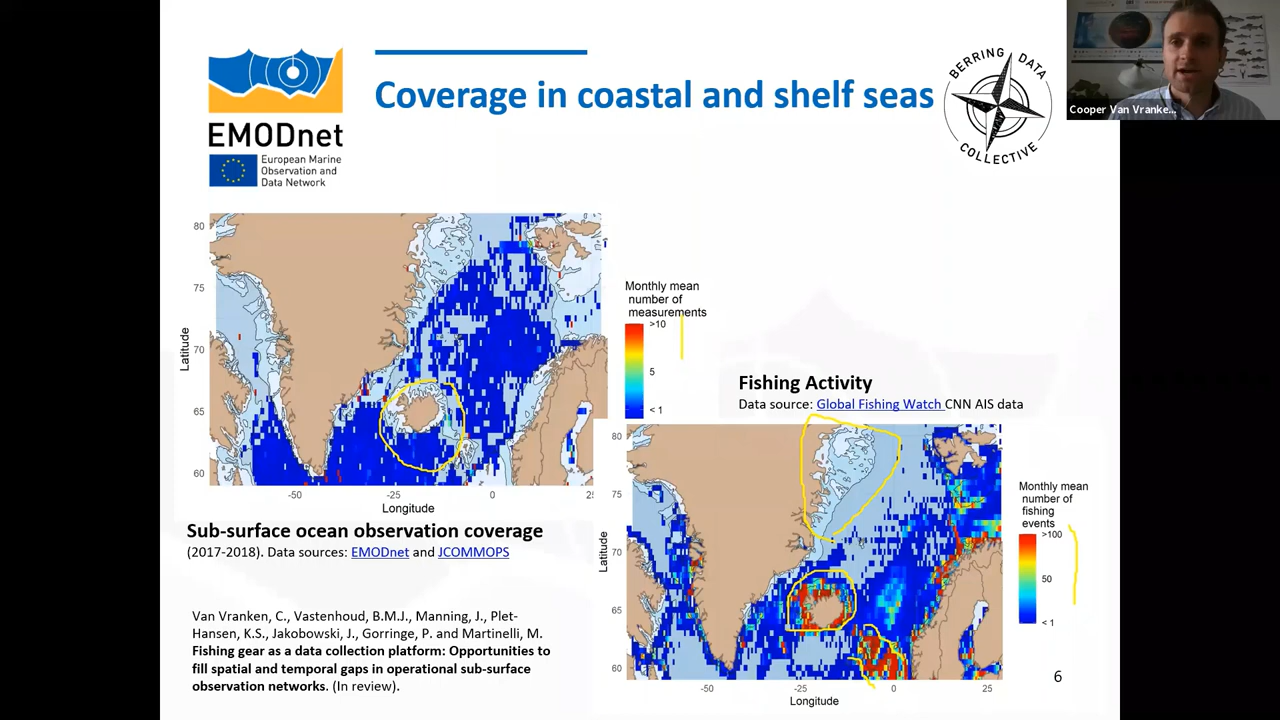 EMODnet
European Marine
Observation and
Data Network
Coverage in coastal and shelf seas
BERRING DATA
COLLECTIVE
Cooper Van Vranke...
80
75
70
65
60
Latitude
-50
-25
0
Longitude
Monthly mean
number of
measurements
>10
5
< 1
Sub-surface ocean observation coverage
(2017-2018). Data sources: EMODnet and JCOMMOPS
Fishing Activity
Data source: Global Fishing Watch CNN AIS data
80
75
70
65
60
Latitude
-50
-25
0
25
Longitude
Monthly mean
number of
fishing
events
>100
50
< 1
Van Vranken, C., Vastenhoud, B.M.J., Manning, J., Plet-
Hansen, K.S., Jakobowski, J., Gorringe, P. and Martinelli, M.
Fishing gear as a data collection platform: Opportunities to
fill spatial and temporal gaps in operational sub-surface
observation networks. (In review).
6